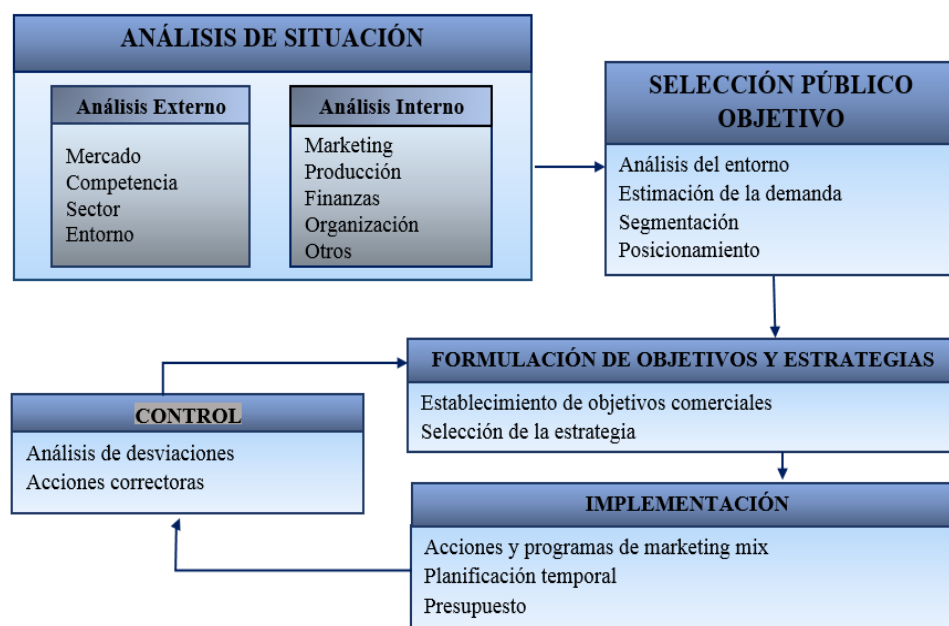 ANÁLISIS DE SITUACIÓN
Análisis Externo
Mercado
Competencia
Sector
Entorno
Análisis Interno
Marketing
Producción
Finanzas
Organización
Otros
SELECCIÓN PÚBLICO
OBJETIVO
Análisis del entorno
Estimación de la demanda
Segmentación
Posicionamiento
FORMULACIÓN DE OBJETIVOS Y ESTRATEGIAS
Establecimiento de objetivos comerciales
Selección de la estrategia
IMPLEMENTACIÓN
Acciones y programas de marketing mix
Planificación temporal
Presupuesto
CONTROL
Análisis de desviaciones
Acciones correctoras